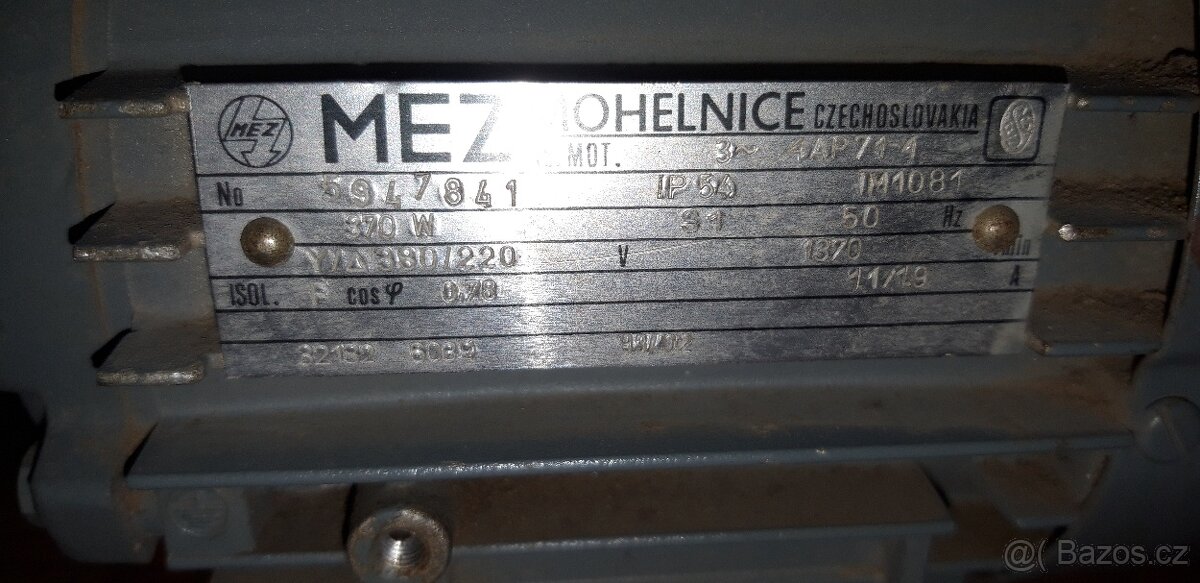 MEZ MEZ MOHELNICE CZECHOSLOVAKIA
MOT. 3~ 4AP71-4
No 5947841 IP54 IM1081
370 W S1 50 Hz
Y/Δ 380/220 V 1370 min
ISOL. F cos φ 0.78 1.1/1.9 A
@( Bazos.cz